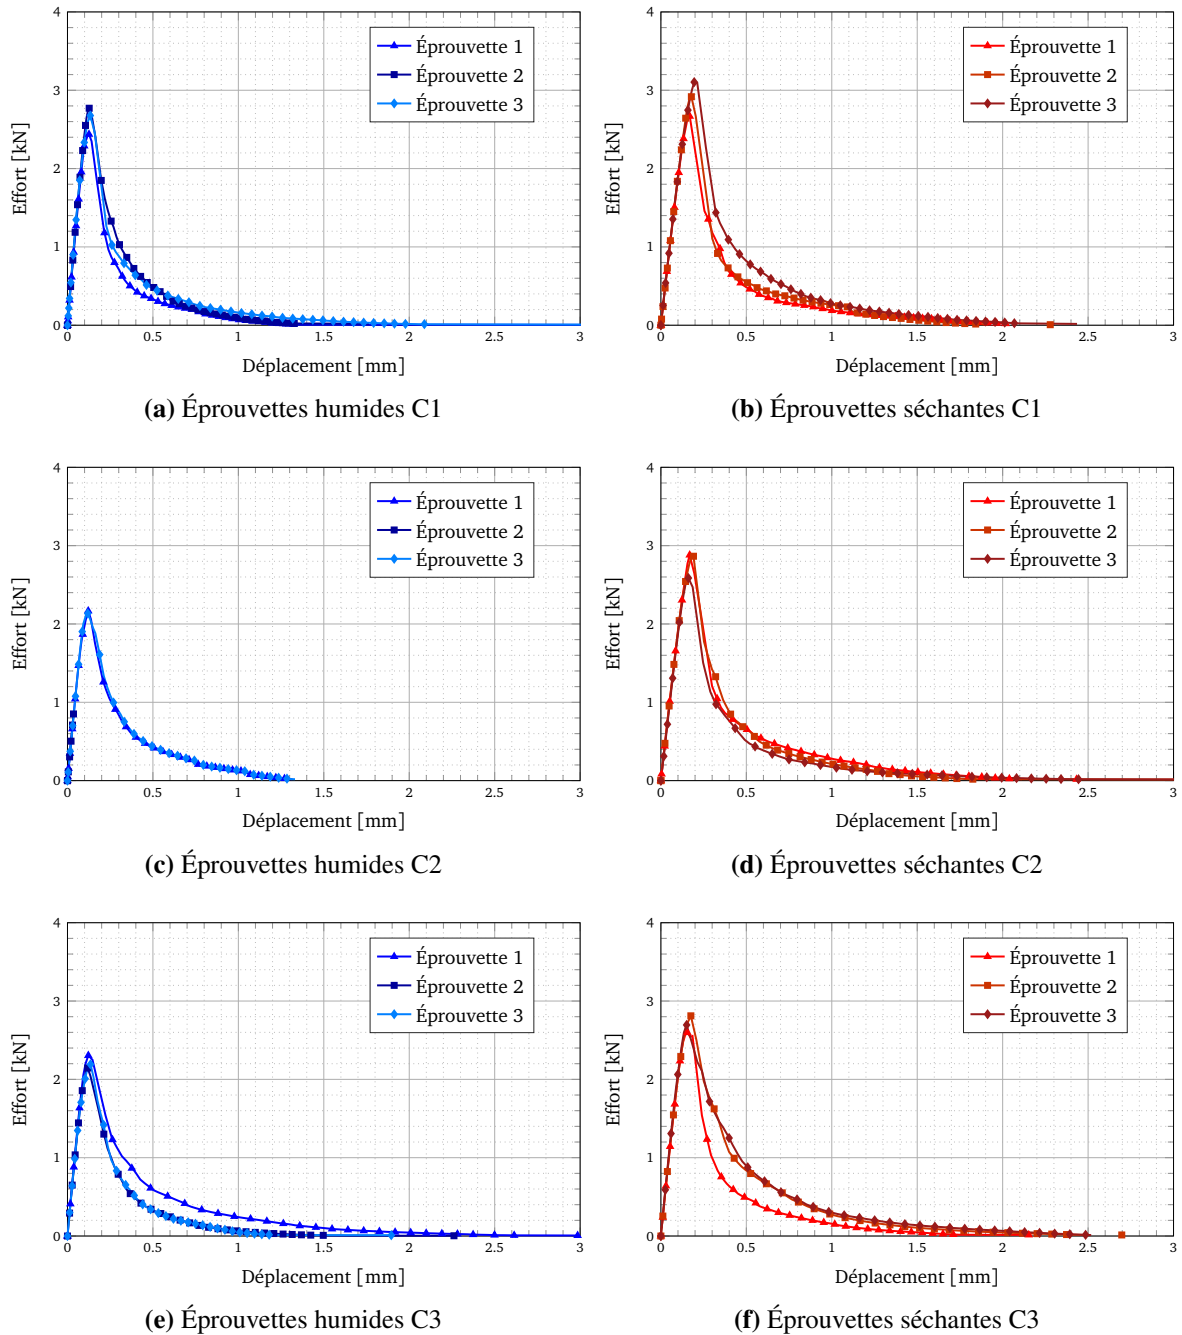 4
3
2
1
0
Effort [kN]
0
0.5
1
1.5
2
2.5
3
Déplacement [mm]
Éprouvette 1
Éprouvette 2
Éprouvette 3
(a) Éprouvettes humides C1
4
3
2
1
0
Effort [kN]
0
0.5
1
1.5
2
2.5
3
Déplacement [mm]
Éprouvette 1
Éprouvette 2
Éprouvette 3
(b) Éprouvettes séchantes C1
4
3
2
1
0
Effort [kN]
0
0.5
1
1.5
2
2.5
3
Déplacement [mm]
Éprouvette 1
Éprouvette 2
Éprouvette 3
(c) Éprouvettes humides C2
4
3
2
1
0
Effort [kN]
0
0.5
1
1.5
2
2.5
3
Déplacement [mm]
Éprouvette 1
Éprouvette 2
Éprouvette 3
(d) Éprouvettes séchantes C2
4
3
2
1
0
Effort [kN]
0
0.5
1
1.5
2
2.5
3
Déplacement [mm]
Éprouvette 1
Éprouvette 2
Éprouvette 3
(e) Éprouvettes humides C3
4
3
2
1
0
Effort [kN]
0
0.5
1
1.5
2
2.5
3
Déplacement [mm]
Éprouvette 1
Éprouvette 2
Éprouvette 3
(f) Éprouvettes séchantes C3